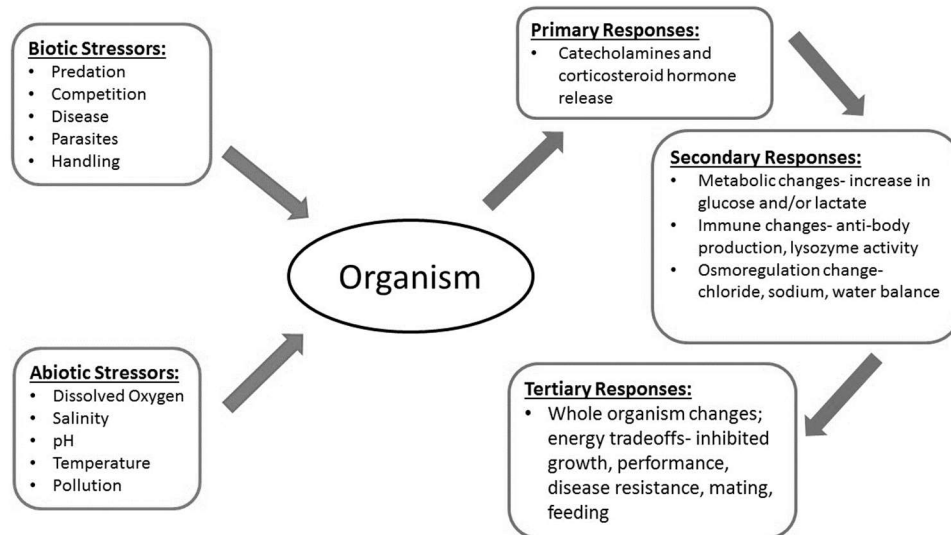 Biotic Stressors:
• Predation
• Competition
• Disease
• Parasites
• Handling
Abiotic Stressors:
• Dissolved Oxygen
• Salinity
• pH
• Temperature
• Pollution
Organism
Primary Responses:
• Catecholamines and
corticosteroid hormone
release
Secondary Responses:
• Metabolic changes- increase in
glucose and/or lactate
• Immune changes- anti-body
production, lysozyme activity
• Osmoregulation change-
chloride, sodium, water balance
Tertiary Responses:
• Whole organism changes;
energy tradeoffs- inhibited
growth, performance,
disease resistance, mating,
feeding